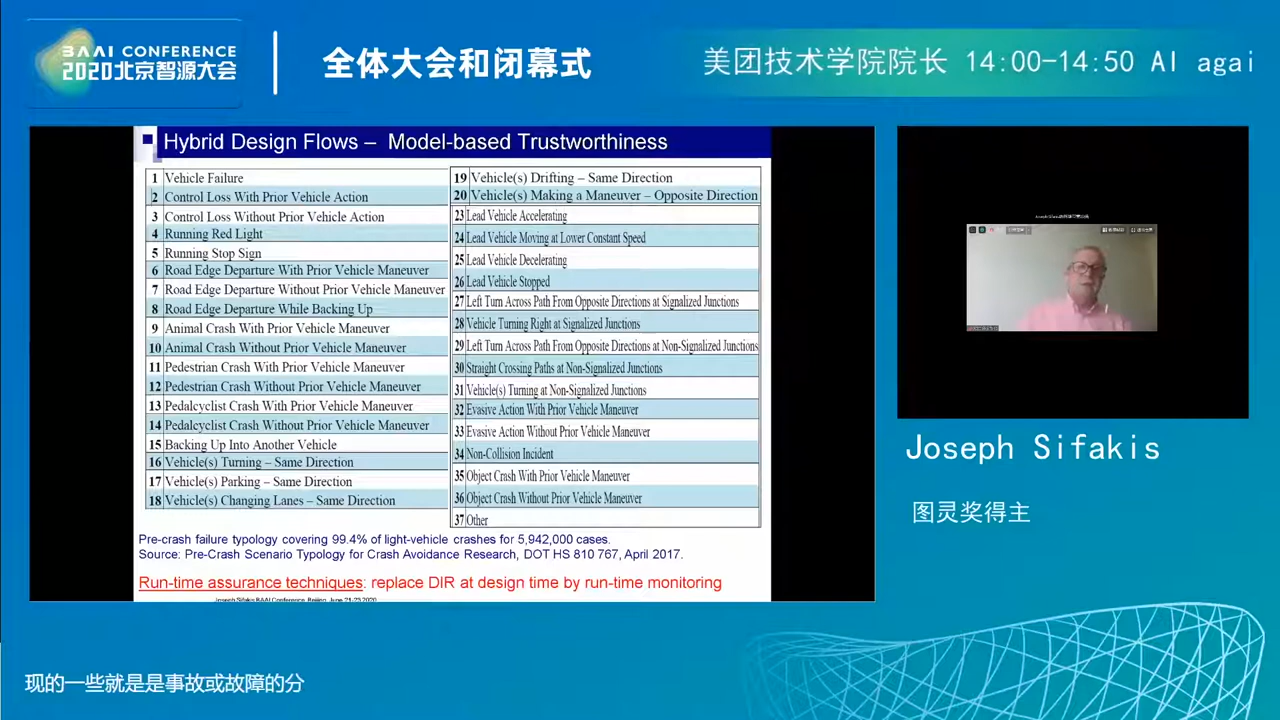 BAAI CONFERENCE
2020北京智源大会
全体大会和闭幕式
美团技术学院院长 14:00-14:50 AI agai
Hybrid Design Flows – Model-based Trustworthiness
1 Vehicle Failure
2 Control Loss With Prior Vehicle Action
3 Control Loss Without Prior Vehicle Action
4 Running Red Light
5 Running Stop Sign
6 Road Edge Departure With Prior Vehicle Maneuver
7 Road Edge Departure Without Prior Vehicle Maneuver
8 Road Edge Departure While Backing Up
9 Animal Crash With Prior Vehicle Maneuver
10 Animal Crash Without Prior Vehicle Maneuver
11 Pedestrian Crash With Prior Vehicle Maneuver
12 Pedestrian Crash Without Prior Vehicle Maneuver
13 Pedalcyclist Crash With Prior Vehicle Maneuver
14 Pedalcyclist Crash Without Prior Vehicle Maneuver
15 Backing Up Into Another Vehicle
16 Vehicle(s) Turning – Same Direction
17 Vehicle(s) Parking – Same Direction
18 Vehicle(s) Changing Lanes – Same Direction
19 Vehicle(s) Drifting – Same Direction
20 Vehicle(s) Making a Maneuver – Opposite Direction
23 Lead Vehicle Accelerating
24 Lead Vehicle Moving at Lower Constant Speed
25 Lead Vehicle Decelerating
26 Lead Vehicle Stopped
27 Left Turn Across Path From Opposite Directions at Signalized Junctions
28 Vehicle Turning Right at Signalized Junctions
29 Left Turn Across Path From Opposite Directions at Non-Signalized Junctions
30 Straight Crossing Paths at Non-Signalized Junctions
31 Vehicle(s) Turning at Non-Signalized Junctions
32 Evasive Action With Prior Vehicle Maneuver
33 Evasive Action Without Prior Vehicle Maneuver
34 Non-Collision Incident
35 Object Crash With Prior Vehicle Maneuver
36 Object Crash Without Prior Vehicle Maneuver
37 Other
Pre-crash failure typology covering 99.4% of light-vehicle crashes for 5,942,000 cases.
Source: Pre-Crash Scenario Typology for Crash Avoidance Research, DOT HS 810 767, April 2017.
Run-time assurance techniques: replace DIR at design time by run-time monitoring
Joseph Sifakis
图灵奖得主
现的一些就是是事故或故障的分